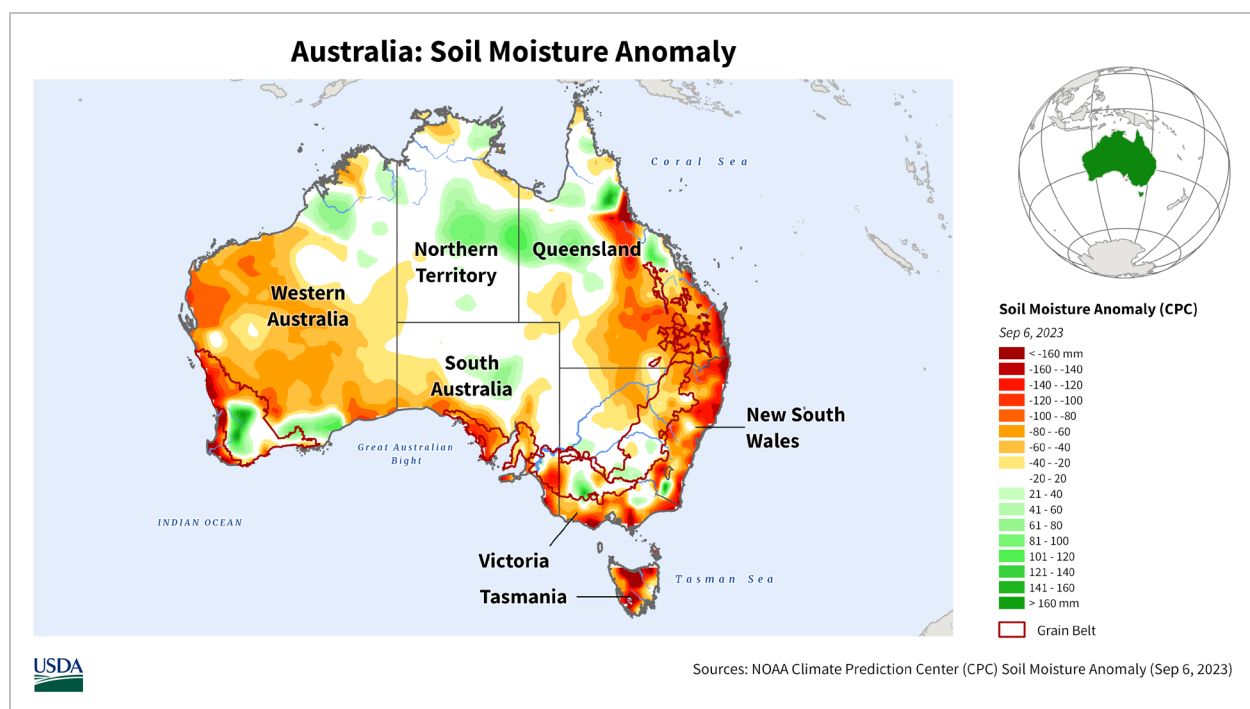 Australia: Soil Moisture Anomaly
Coral Sea
Northern
Territory
Queensland
Western
Australia
South
Australia
New South
Wales
Great Australian
Bight
INDIAN OCEAN
Victoria
Tasmania
Tasman Sea
Soil Moisture Anomaly (CPC)
Sep 6, 2023
< -160 mm
-160 - -140
-140 - -120
-120 - -100
-100 - -80
-80 - -60
-60 - -40
-40 - -20
-20 - 20
21 - 40
41 - 60
61 - 80
81 - 100
101 - 120
121 - 140
141 - 160
> 160 mm
Grain Belt
USDA
Sources: NOAA Climate Prediction Center (CPC) Soil Moisture Anomaly (Sep 6, 2023)